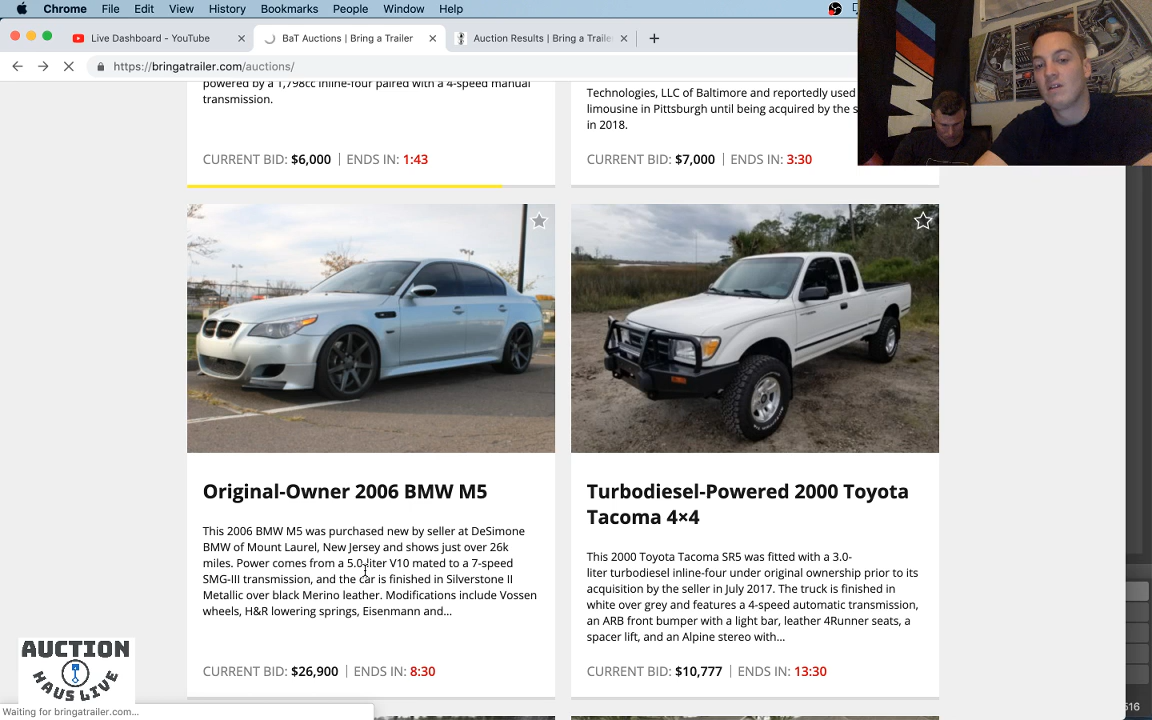 Chrome File Edit View History Bookmarks People Window Help
Live Dashboard - YouTube
BaT Auctions | Bring a Trailer
Auction Results | Bring a Traile
https://bringatrailer.com/auctions/
powered by a 1,798cc inline-four paired with a 4-speed manual
transmission.
CURRENT BID: $6,000 | ENDS IN: 1:43
Technologies, LLC of Baltimore and reportedly used
limousine in Pittsburgh until being acquired by the s
in 2018.
CURRENT BID: $7,000 | ENDS IN: 3:30
Original-Owner 2006 BMW M5
This 2006 BMW M5 was purchased new by seller at DeSimone
BMW of Mount Laurel, New Jersey and shows just over 26k
miles. Power comes from a 5.0-liter V10 mated to a 7-speed
SMG-III transmission, and the car is finished in Silverstone II
Metallic over black Merino leather. Modifications include Vossen
wheels, H&R lowering springs, Eisenmann and...
CURRENT BID: $26,900 | ENDS IN: 8:30
Turbodiesel-Powered 2000 Toyota
Tacoma 4×4
This 2000 Toyota Tacoma SR5 was fitted with a 3.0-
liter turbodiesel inline-four under original ownership prior to its
acquisition by the seller in July 2017. The truck is finished in
white over grey and features a 4-speed automatic transmission,
an ARB front bumper with a light bar, leather 4Runner seats, a
spacer lift, and an Alpine stereo with...
CURRENT BID: $10,777 | ENDS IN: 13:30
AUCTION
HAUS LIVE
Waiting for bringatrailer.com...
516